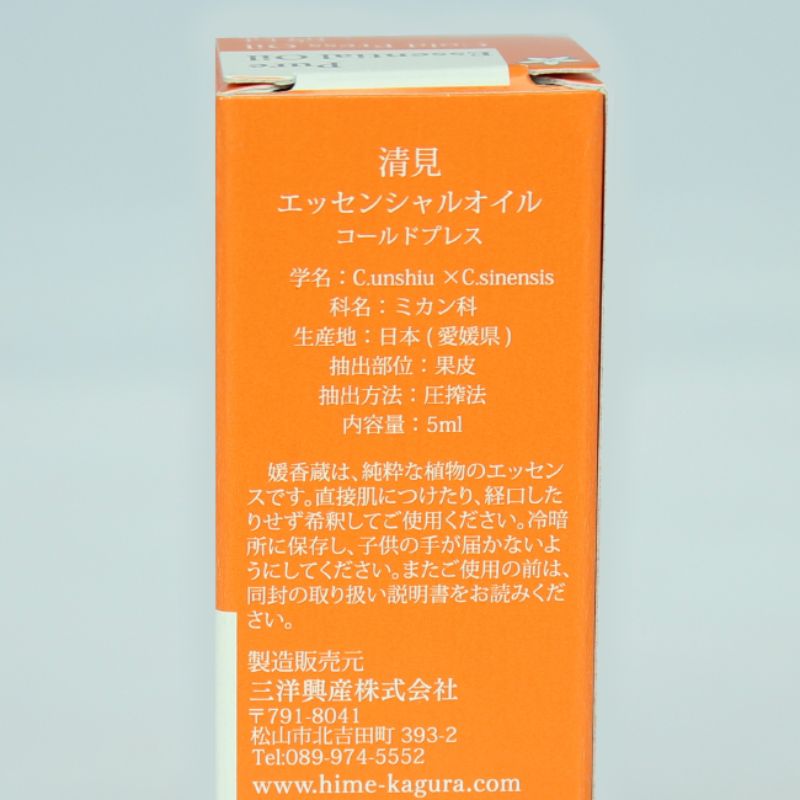 Cold Press Oil
Essential Oil
Pure
清見
エッセンシャルオイル
コールドプレス
学名：C.unshiu ×C.sinensis
科名：ミカン科
生産地：日本 ( 愛媛県 )
抽出部位：果皮
抽出方法：圧搾法
内容量：5ml
媛香蔵は、純粋な植物のエッセン
スです。直接肌につけたり、経口した
りせず希釈してご使用ください。冷暗
所に保存し、子供の手が届かないよ
うにしてください。またご使用の前は、
同封の取り扱い説明書をお読みくだ
さい。
製造販売元
三洋興産株式会社
〒791-8041
松山市北吉田町 393-2
Tel:089-974-5552
www.hime-kagura.com